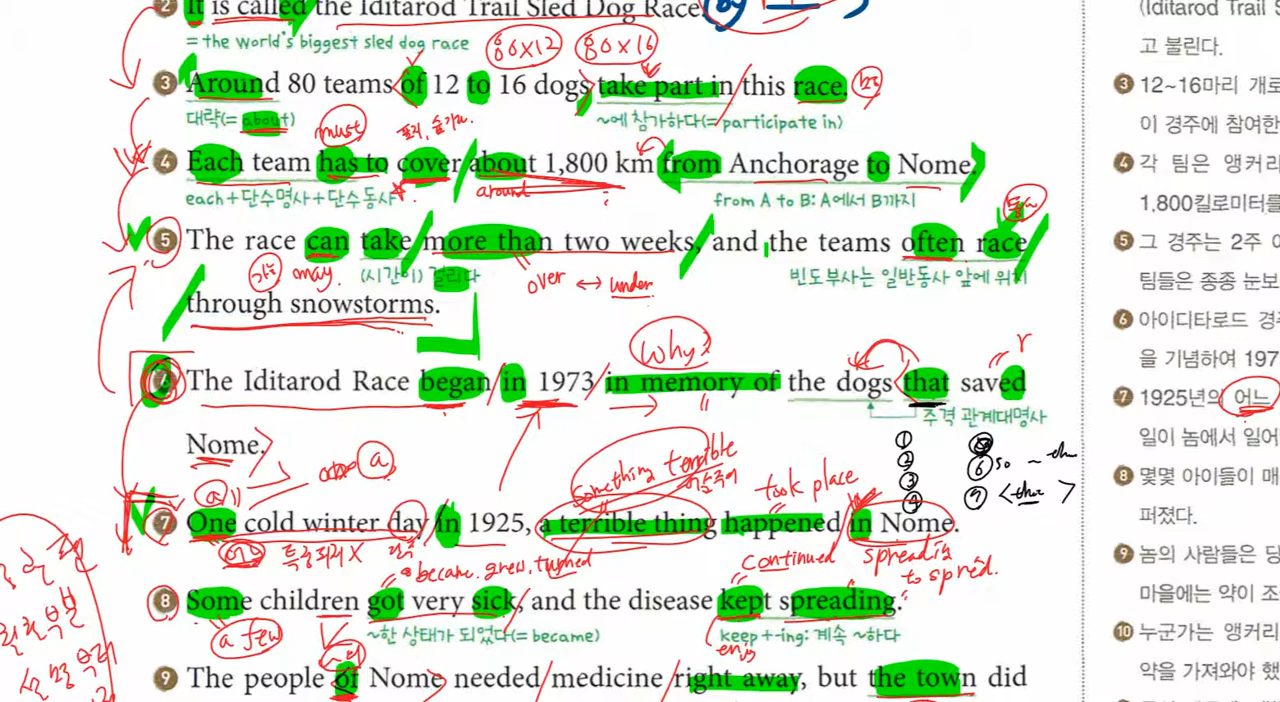 2 It is called the Iditarod Trail Sled Dog Race. by
= the world's biggest sled dog race 80x12 80x16
3 Around 80 teams of 12 to 16 dogs take part in this race.
대략(= about) must ~에 참가하다(= participate in)
4 Each team has to cover about 1,800 km from Anchorage to Nome.
each+단수명사+단수동사 around from A to B: A에서 B까지
5 The race can take more than two weeks, and the teams often race
may (시간이) 걸리다 over ↔ under 빈도부사는 일반동사 앞에 위치
through snowstorms.
why?
6 The Iditarod Race began in 1973 in memory of the dogs that saved
주격 관계대명사
Nome.
a
something terrible
took place
① ② ③ ④ ⑥ so ~ that ⑦ <that>
7 One cold winter day in 1925, a terrible thing happened in Nome.
became. grew. turned continued
8 Some children got very sick, and the disease kept spreading.
a few ~한 상태가 되었다(= became) keep+-ing: 계속 ~하다
9 The people of Nome needed medicine right away, but the town did
(Iditarod Trail S
고 불린다.
3 12~16마리 개로
이 경주에 참여한
4 각 팀은 앵커리
1,800킬로미터를
5 그 경주는 2주 이
팀들은 종종 눈보
6 아이디타로드 경주
을 기념하여 197
7 1925년의 어느
일이 놈에서 일어
8 몇몇 아이들이 매
퍼졌다.
9 놈의 사람들은 당
마을에는 약이 조
10 누군가는 앵커리
약을 가져와야 했